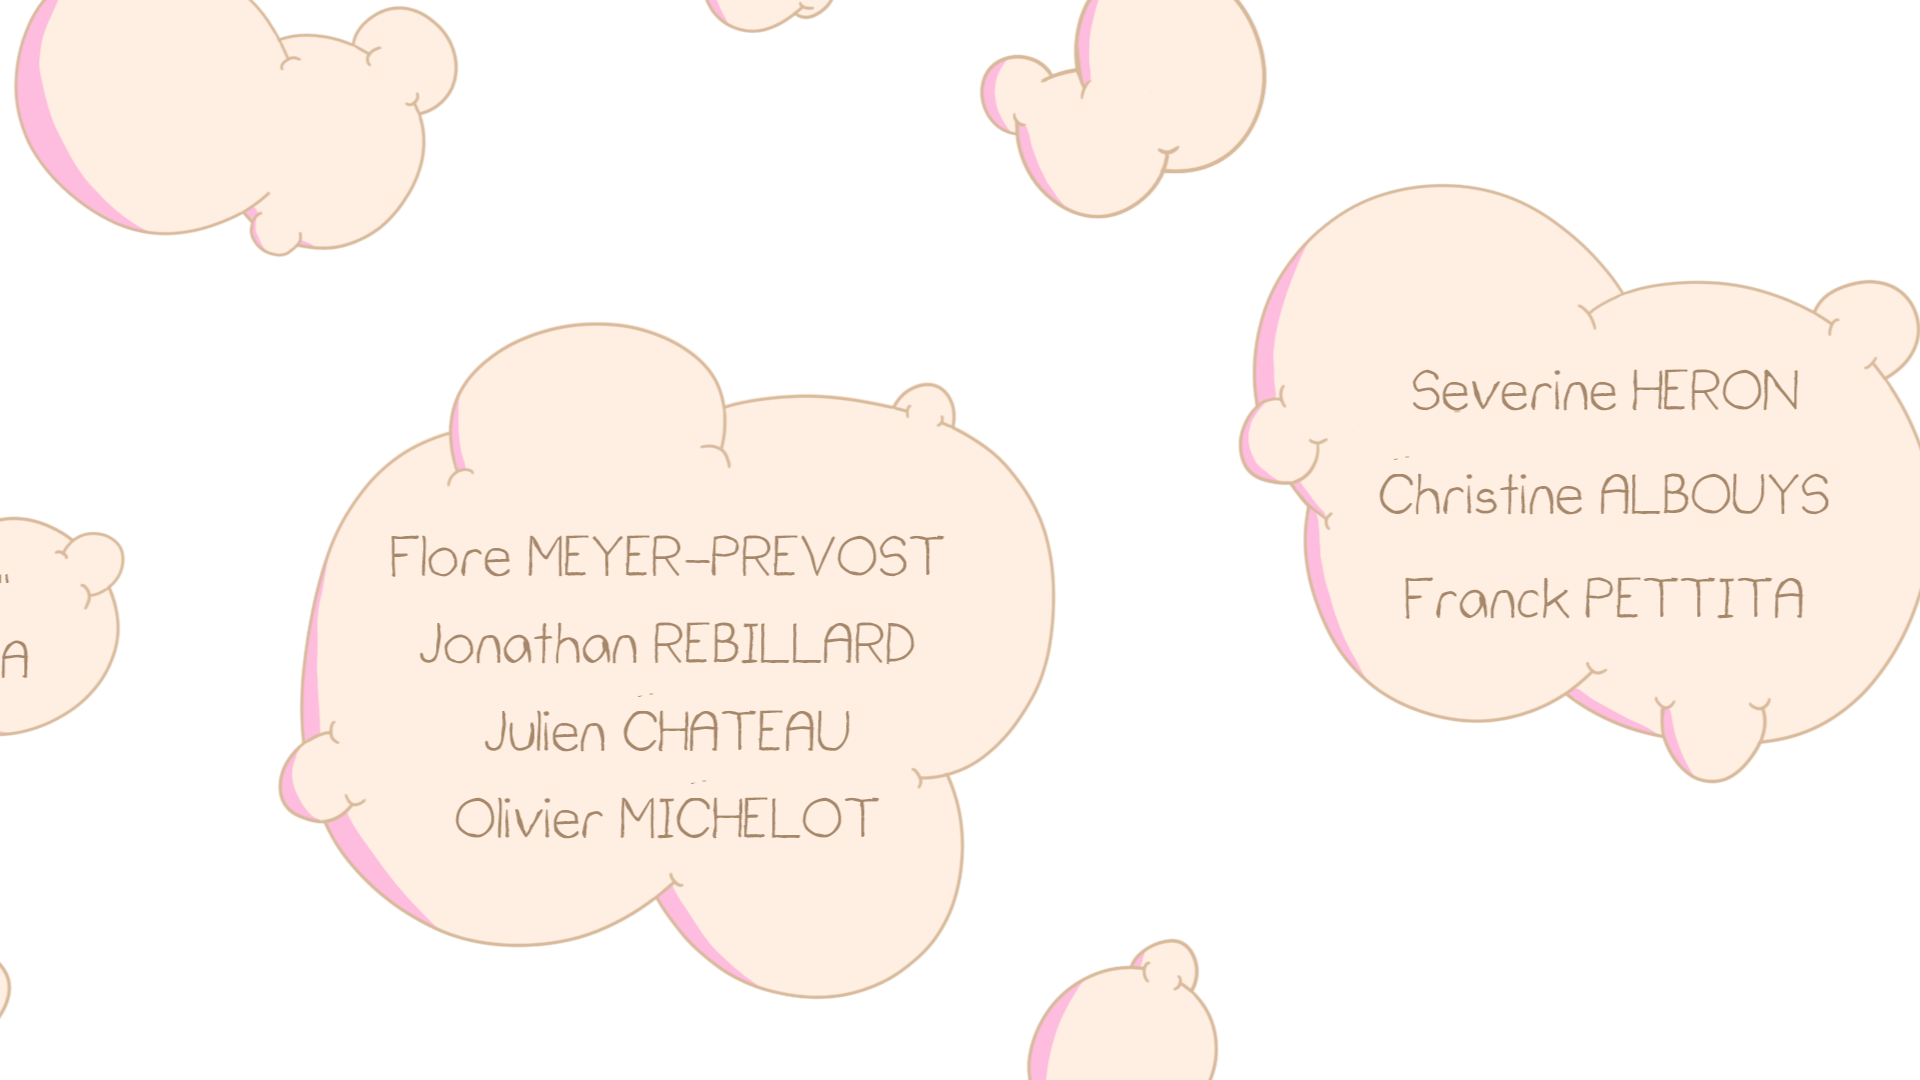 Flore MEYER-PREVOST
Jonathan REBILLARD
Julien CHATEAU
Olivier MICHELOT
Severine HERON
Christine ALBOUYS
Franck PETTITA